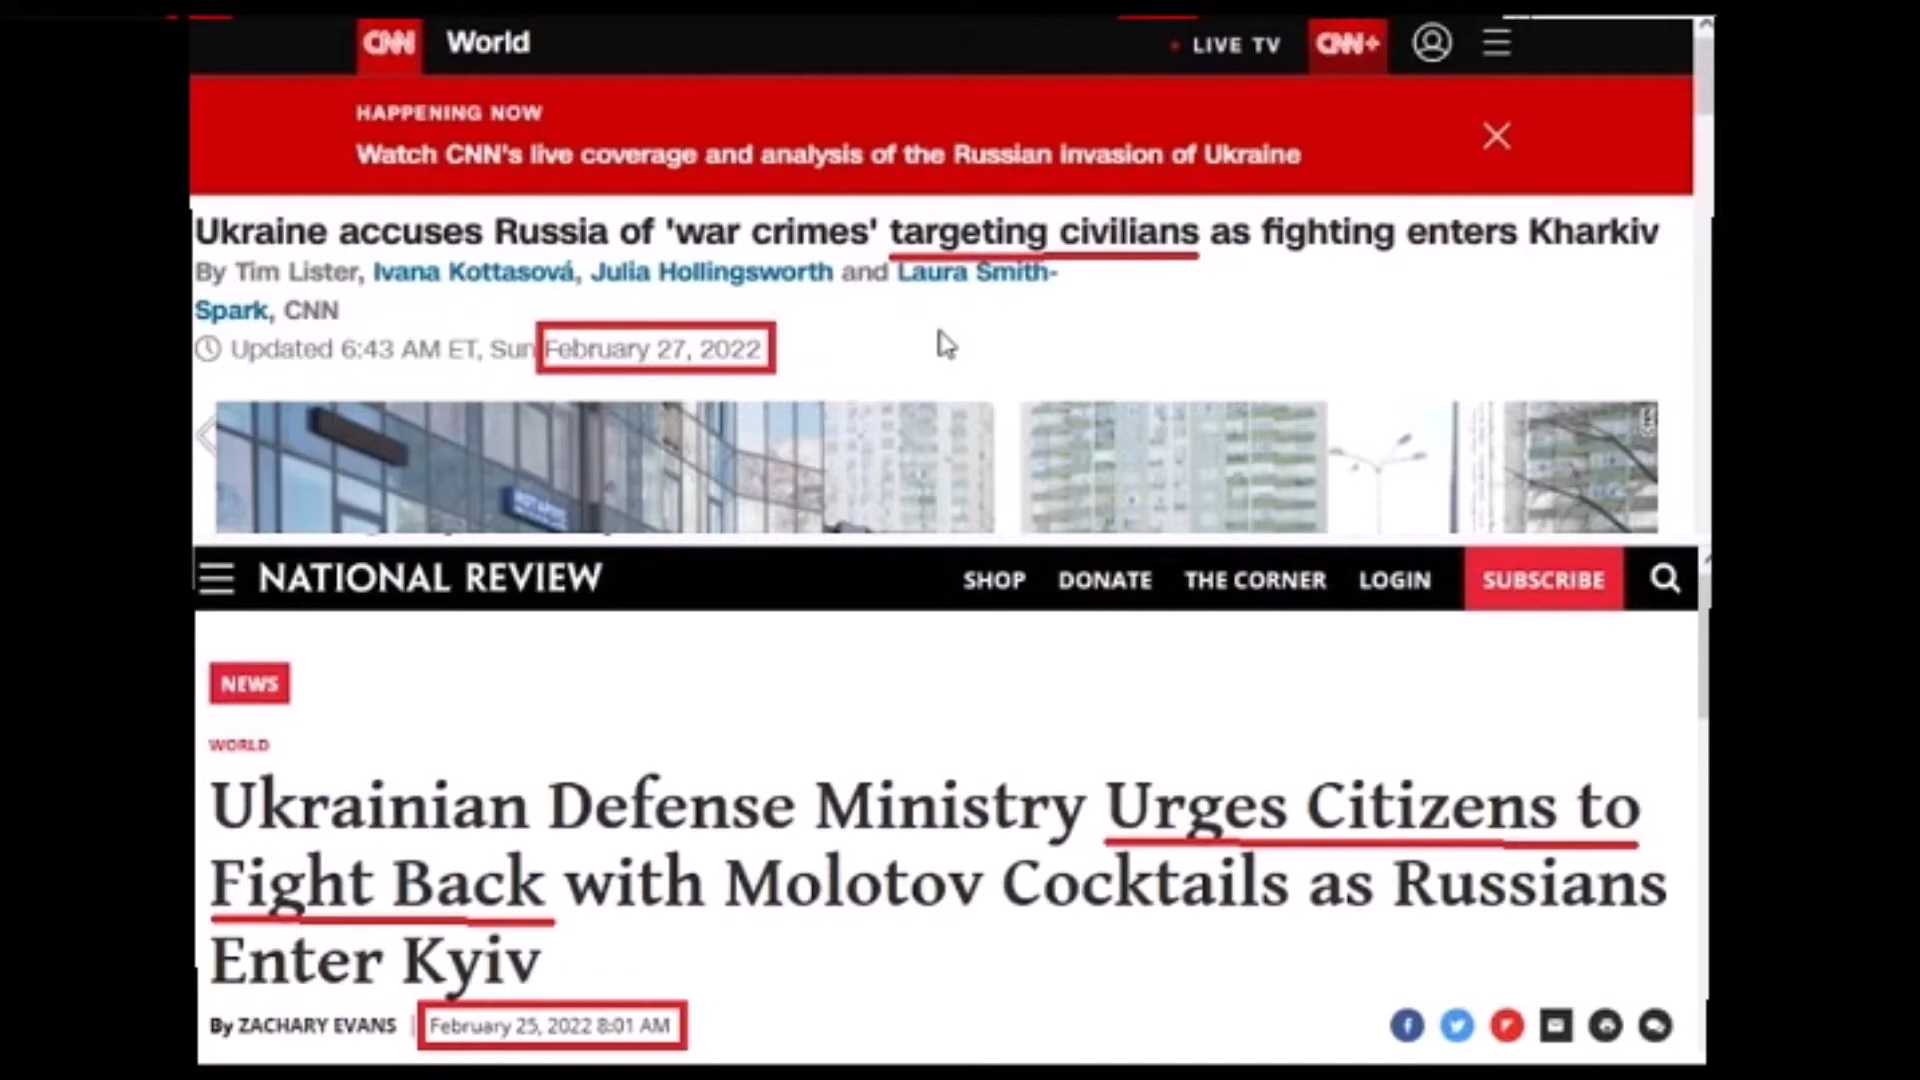 CNN World LIVE TV CNN+
HAPPENING NOW
Watch CNN's live coverage and analysis of the Russian invasion of Ukraine
Ukraine accuses Russia of 'war crimes' targeting civilians as fighting enters Kharkiv
By Tim Lister, Ivana Kottasová, Julia Hollingsworth and Laura Smith-
Spark, CNN
Updated 6:43 AM ET, Sun February 27, 2022
NATIONAL REVIEW SHOP DONATE THE CORNER LOGIN SUBSCRIBE
NEWS
WORLD
Ukrainian Defense Ministry Urges Citizens to
Fight Back with Molotov Cocktails as Russians
Enter Kyiv
By ZACHARY EVANS | February 25, 2022 8:01 AM